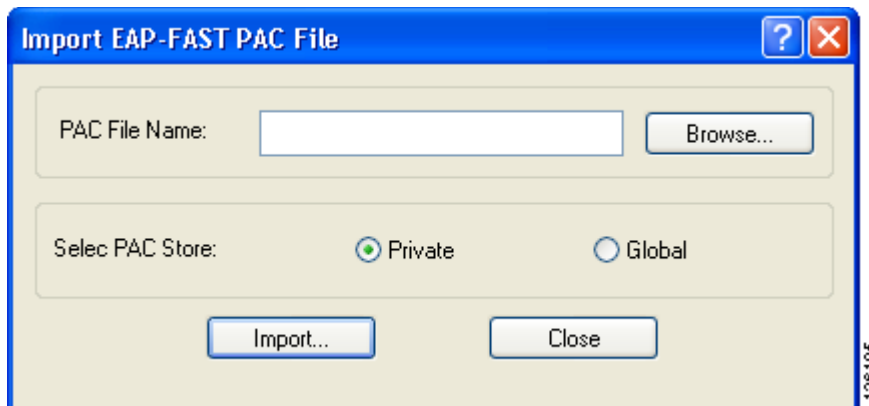 Import EAP-FAST PAC File
?
PAC File Name:
Browse...
Selec PAC Store:
Private
Global
Import...
Close